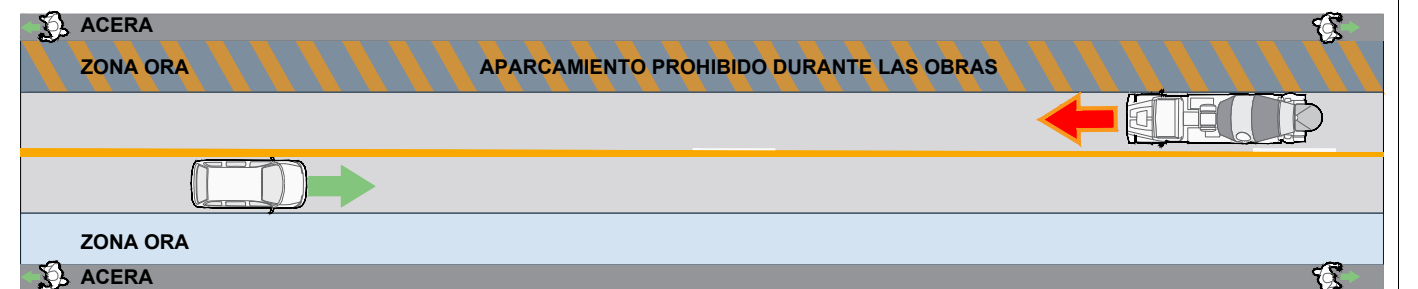 ACERA
ZONA ORA
APARCAMIENTO PROHIBIDO DURANTE LAS OBRAS
ZONA ORA
ACERA